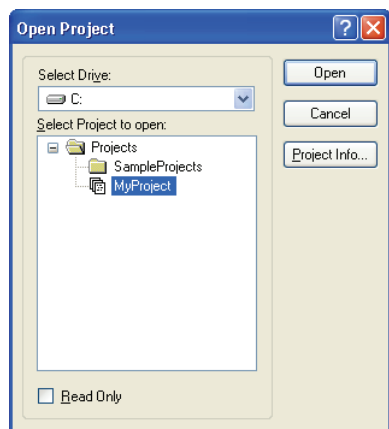 Open Project
Select Drive:
C:
Select Project to open:
Projects
SampleProjects
MyProject
Read Only
Open
Cancel
Project Info...